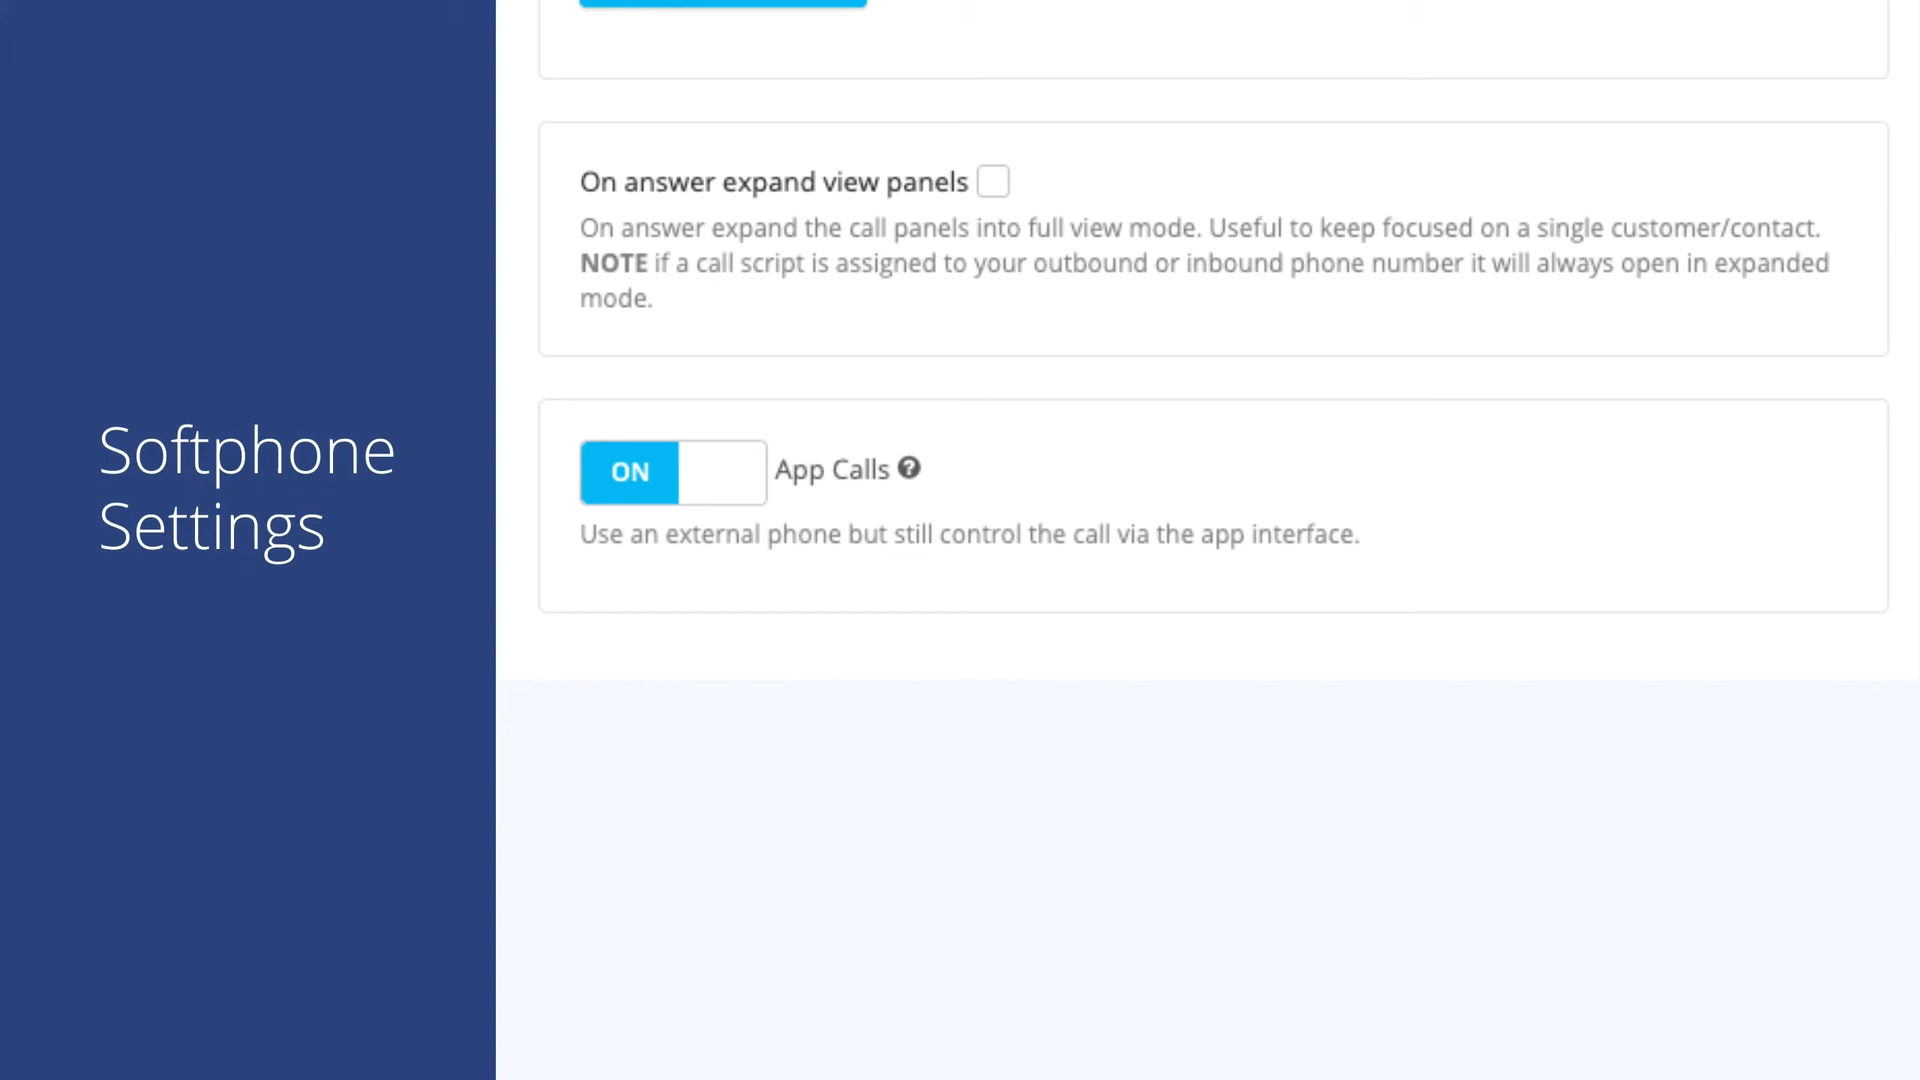 Softphone
Settings
On answer expand view panels
On answer expand the call panels into full view mode. Useful to keep focused on a single customer/contact.
NOTE if a call script is assigned to your outbound or inbound phone number it will always open in expanded
mode.
ON App Calls ?
Use an external phone but still control the call via the app interface.